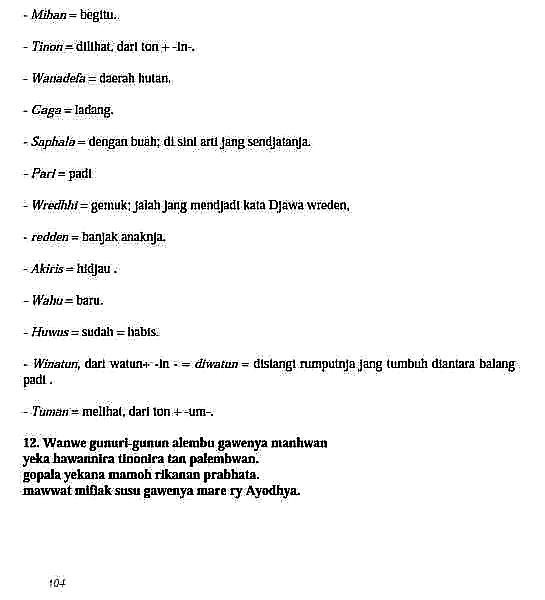 - Mihan = begitu.
- Tinon = dilihat, dari ton + -in-.
- Wanadefa = daerah hutan.
- Gaga = ladang.
- Saphala = dengan buah; di sini arti jang sendjatanja.
- Pari = padi
- Wredhhi = gemuk; jalah jang mendjadi kata Djawa wreden,
- redden = banjak anaknja.
- Akiris = hidjau .
- Wahu = baru.
- Huwus = sudah = habis.
- Winatun, dari watun+ -in - = diwatun = disiangi rumputnja jang tumbuh diantara balang
padi .
- Tuman = melihat, dari ton + -um-.
12. Wanwe gunuri-gunun alembu gawenya manhwan
yeka hawannira tinonira tan palembwan.
gopala yekana mamoh rikanan prabhata.
mawwat miflak susu gawenya mare ry Ayodhya.
104